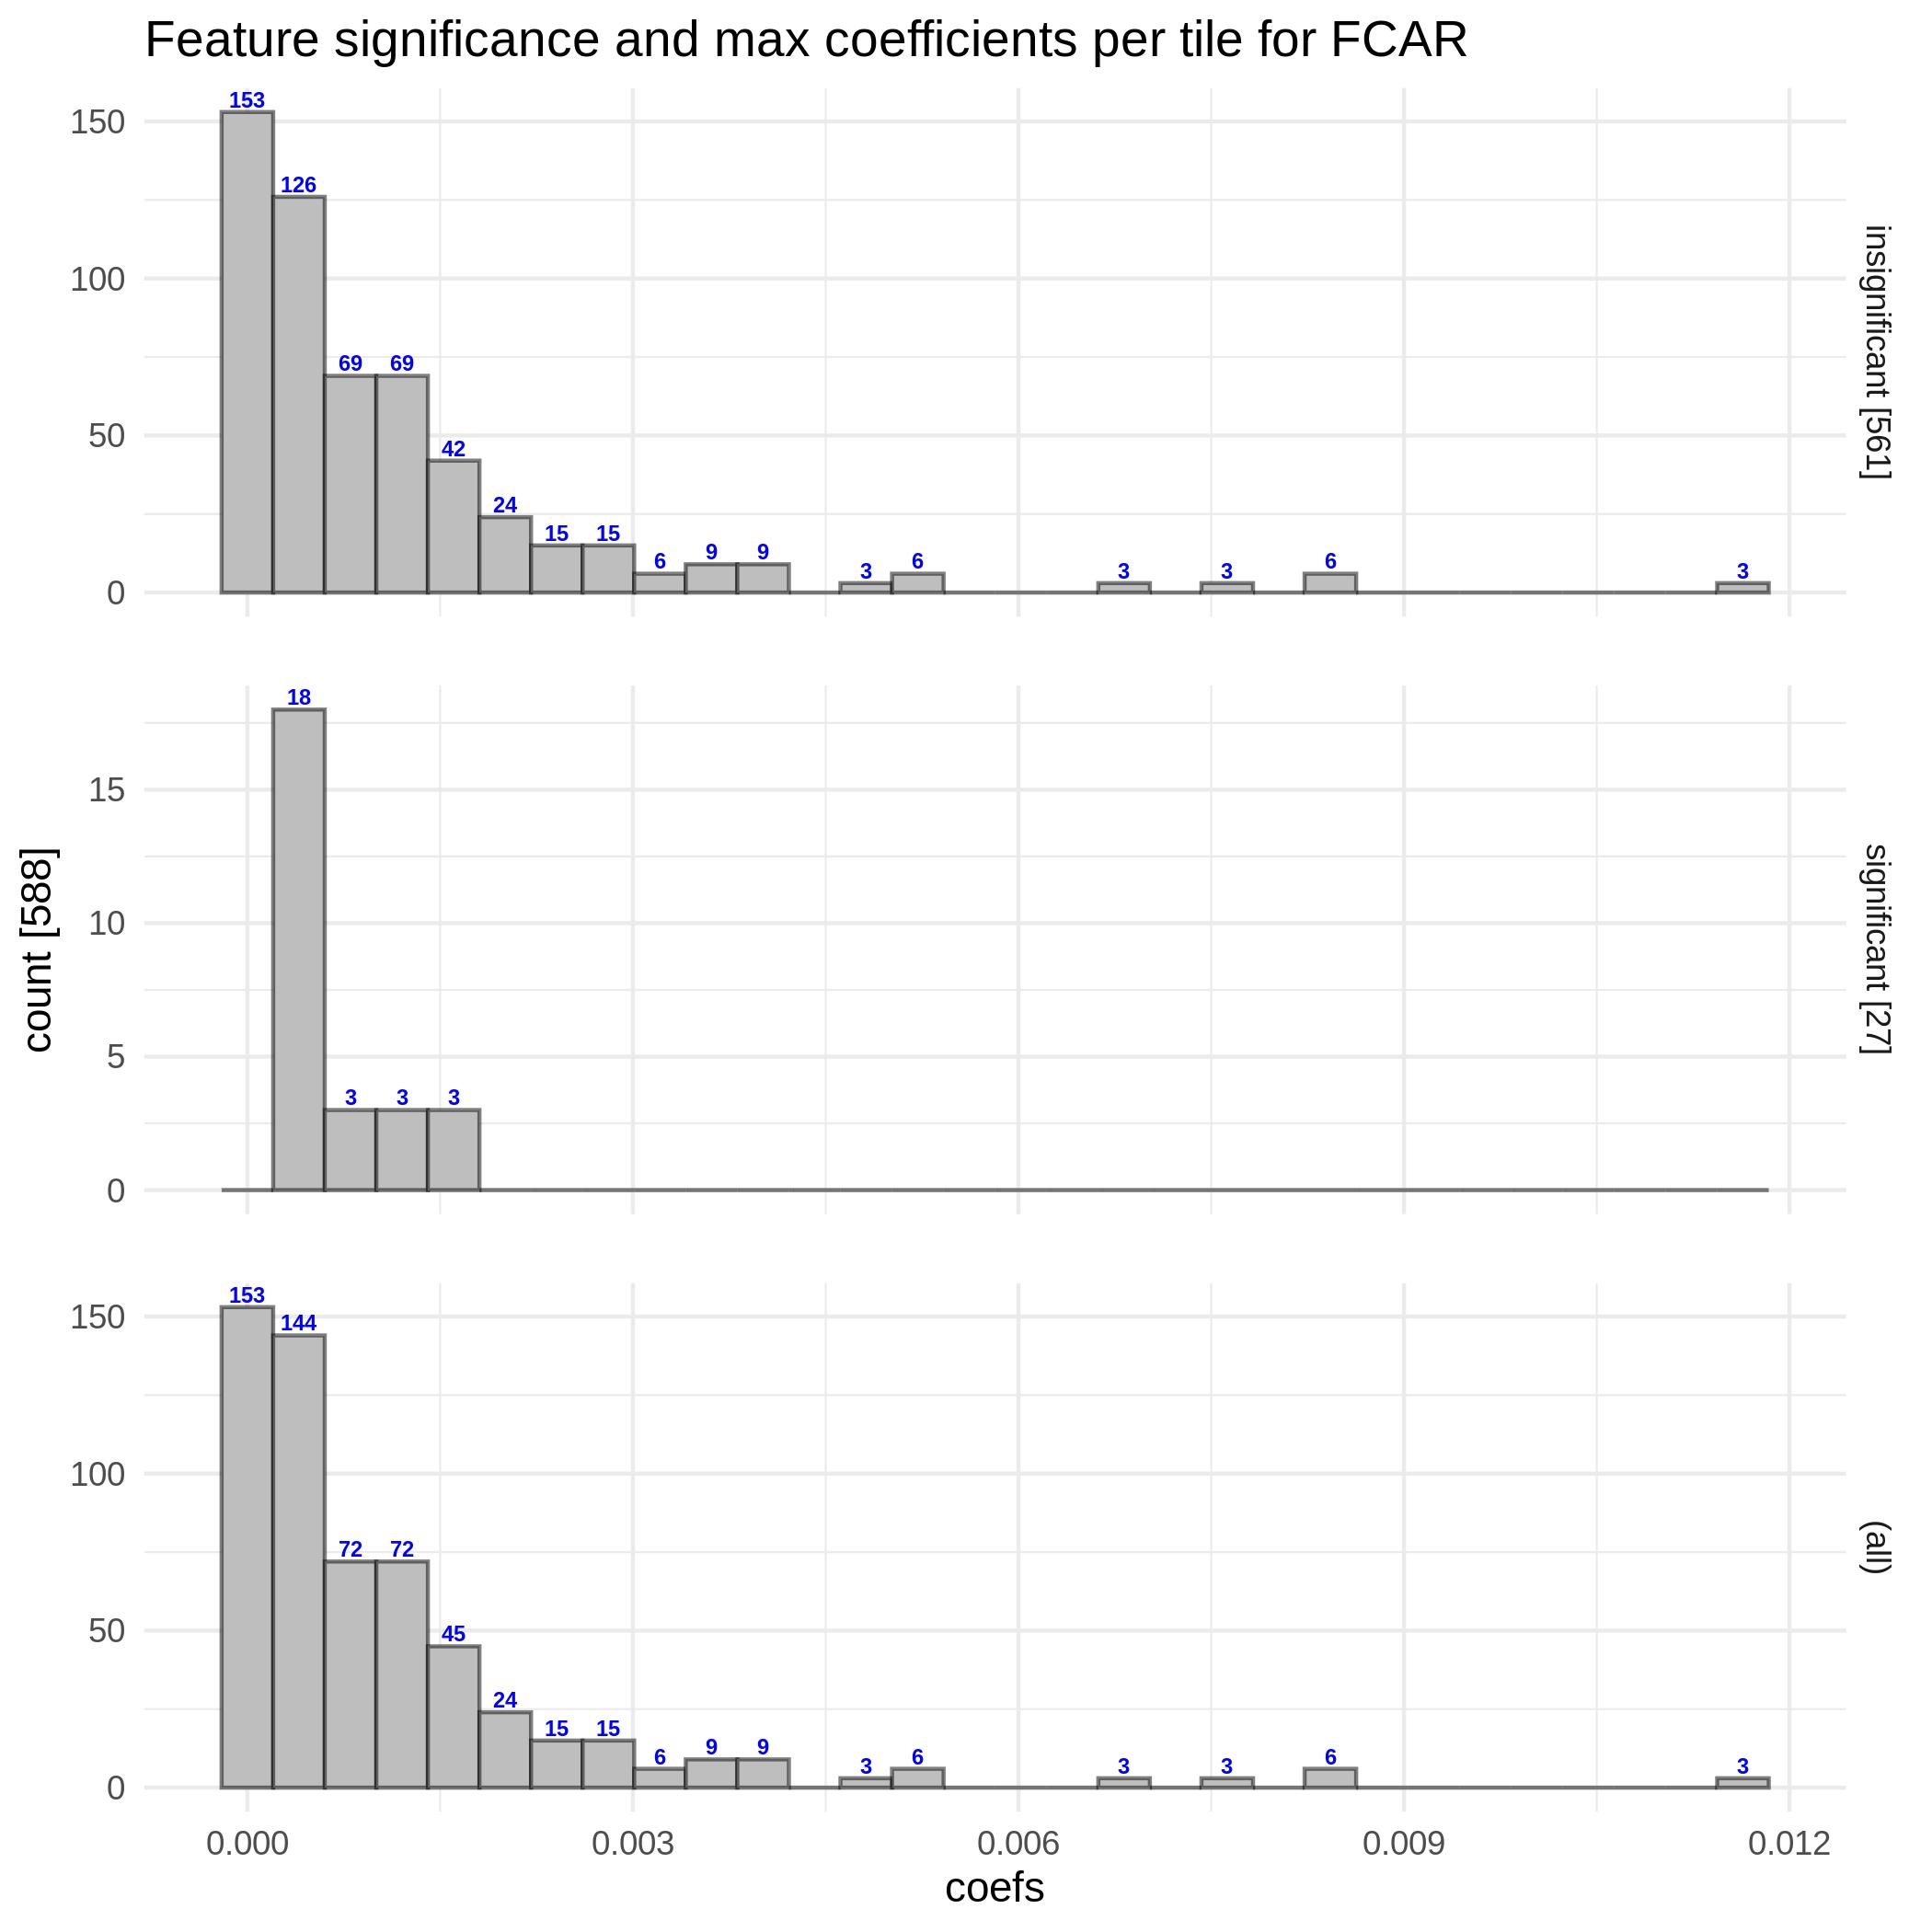 Feature significance and max coefficients per tile for FCAR
153
126
69 69
42
24
15 15
6 9 9 3 6 3 3 6 3
150
100
50
0
insignificant [561]
18
3 3 3
15
10
5
0
significant [27]
count [588]
153
144
72 72
45
24
15 15
6 9 9 3 6 3 3 6 3
150
100
50
0
(all)
0.000 0.003 0.006 0.009 0.012
coefs